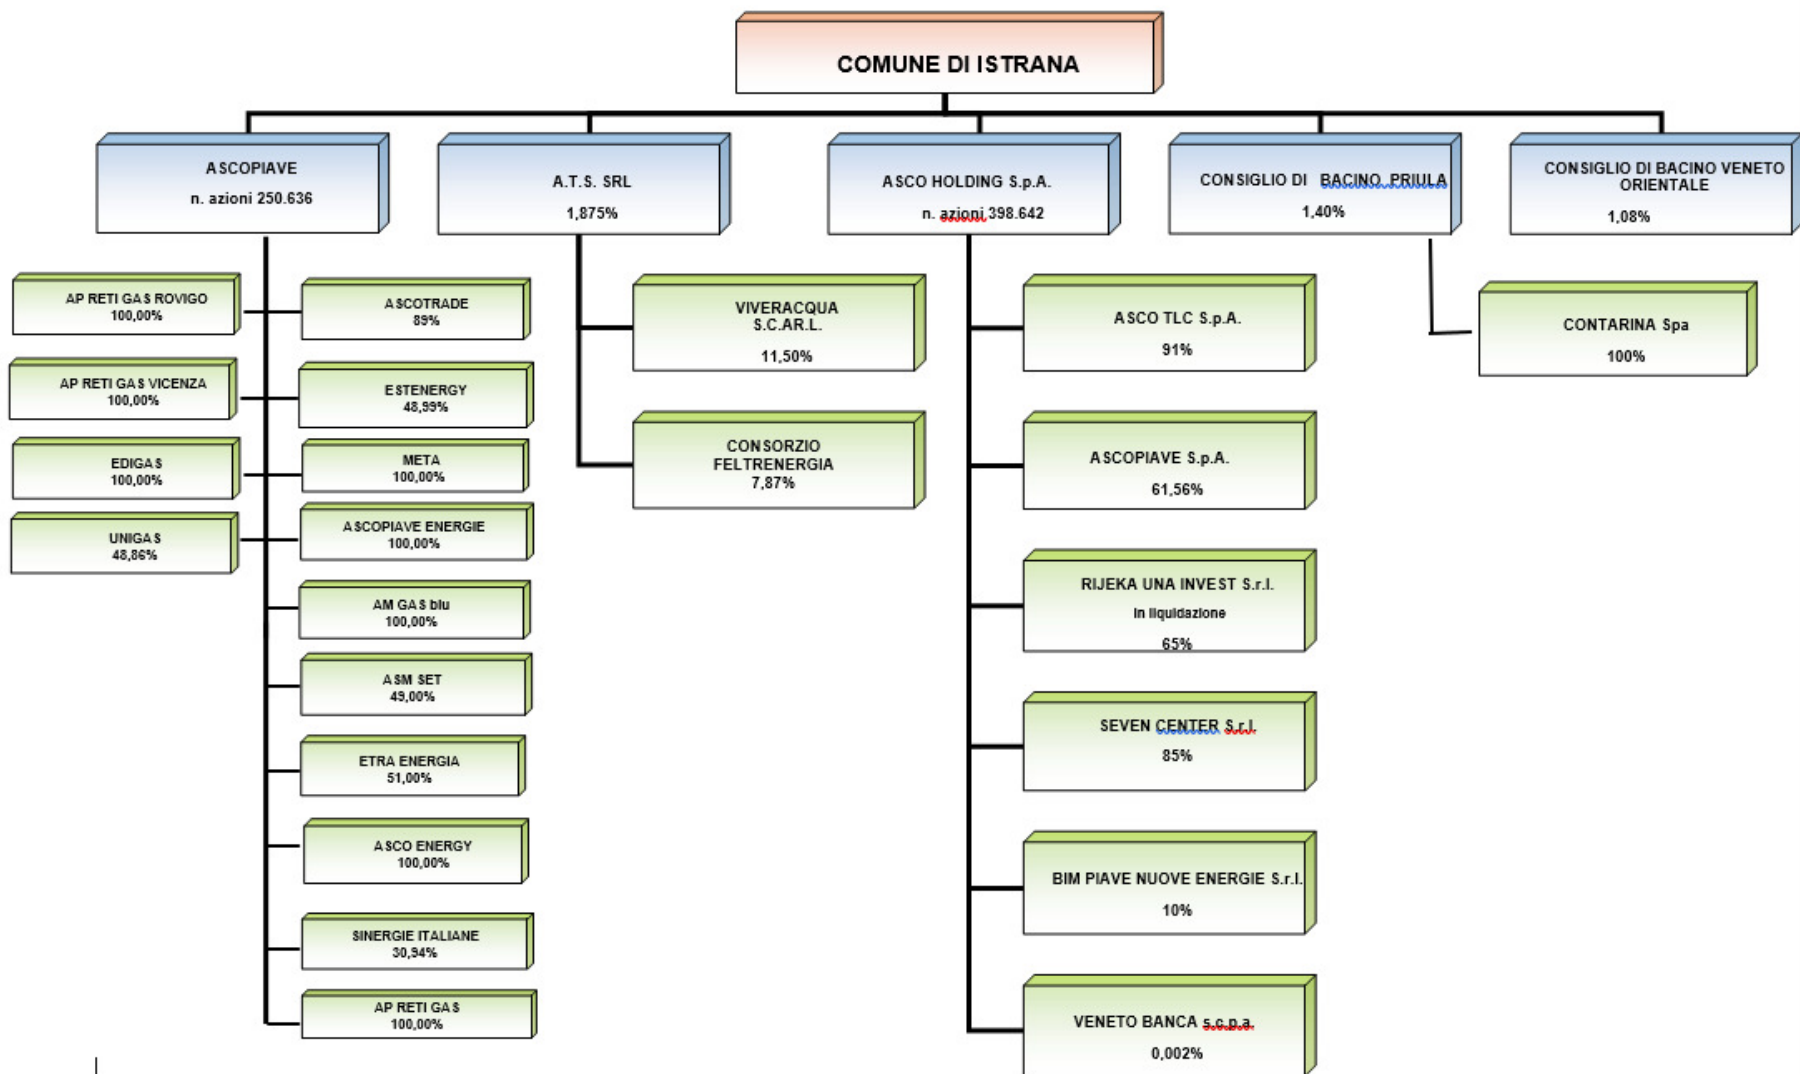 COMUNE DI ISTRANA
ASCOPIAVE
n. azioni 250.636
A.T.S. SRL
1,875%
ASCO HOLDING S.p.A.
n. azioni 398.642
CONSIGLIO DI BACINO PRIULA
1,40%
CONSIGLIO DI BACINO VENETO
ORIENTALE
1,08%
AP RETI GAS ROVIGO
100,00%
AP RETI GAS VICENZA
100,00%
EDIGAS
100,00%
UNIGAS
48,86%
ASCOTRADE
89%
ESTENERGY
48,99%
META
100,00%
ASCOPIAVE ENERGIE
100,00%
AM GAS blu
100,00%
ASM SET
49,00%
ETRA ENERGIA
51,00%
ASCO ENERGY
100,00%
SINERGIE ITALIANE
30,94%
AP RETI GAS
100,00%
VIVERACQUA
S.C.AR.L.
11,50%
CONSORZIO
FELTRENERGIA
7,87%
ASCO TLC S.p.A.
91%
ASCOPIAVE S.p.A.
61,56%
RIJEKA UNA INVEST S.r.l.
in liquidazione
65%
SEVEN CENTER S.r.l.
85%
BIM PIAVE NUOVE ENERGIE S.r.l.
10%
VENETO BANCA s.c.p.a.
0,002%
CONTARINA Spa
100%